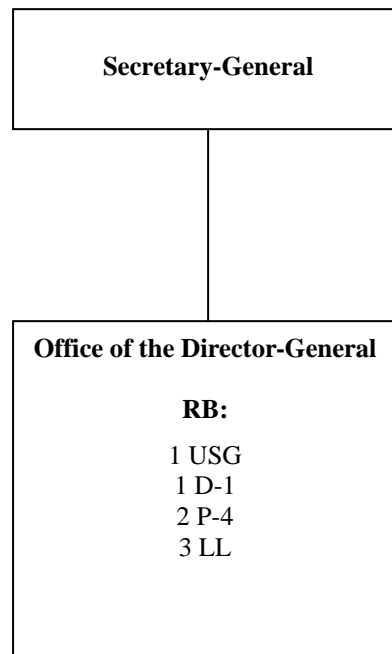 Secretary-General
Office of the Director-General
RB:
1 USG
1 D-1
2 P-4
3 LL